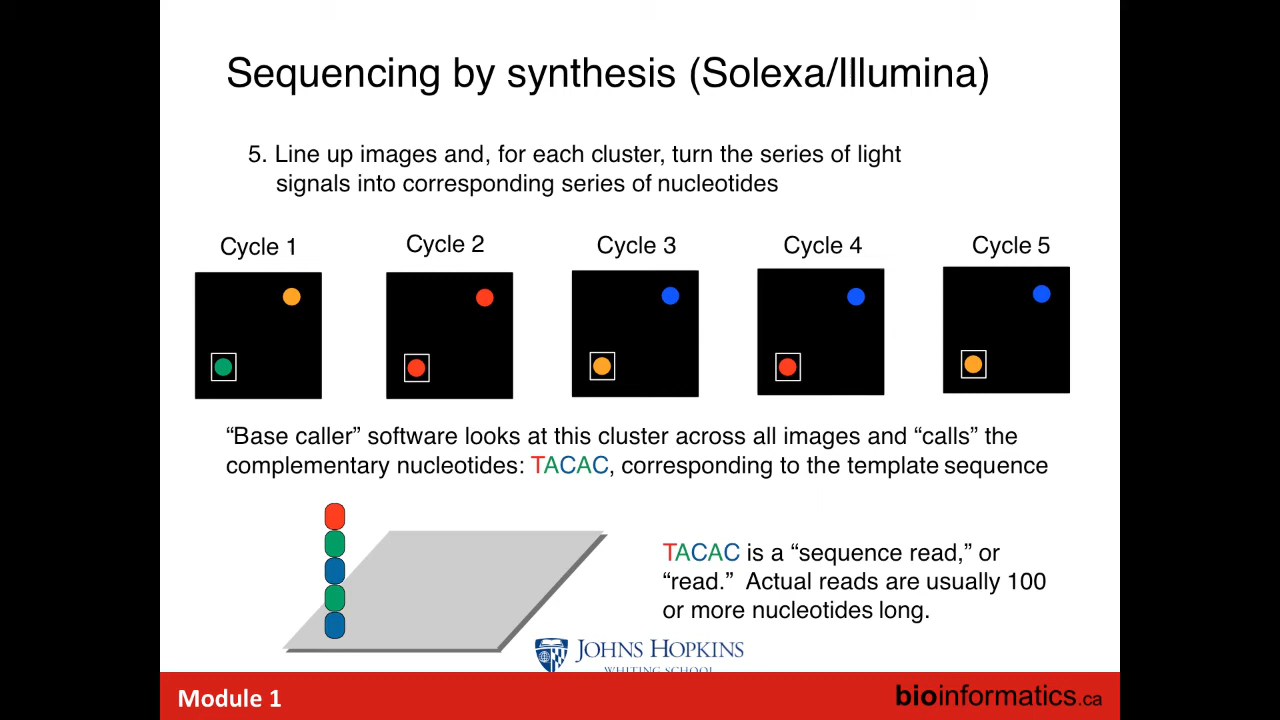 Sequencing by synthesis (Solexa/Illumina)
5. Line up images and, for each cluster, turn the series of light
signals into corresponding series of nucleotides
Cycle 1
Cycle 2
Cycle 3
Cycle 4
Cycle 5
“Base caller” software looks at this cluster across all images and “calls” the
complementary nucleotides: TACAC, corresponding to the template sequence
TACAC is a “sequence read,” or
“read.” Actual reads are usually 100
or more nucleotides long.
JOHNS HOPKINS
WHITING SCHOOL
Module 1
bioinformatics.ca